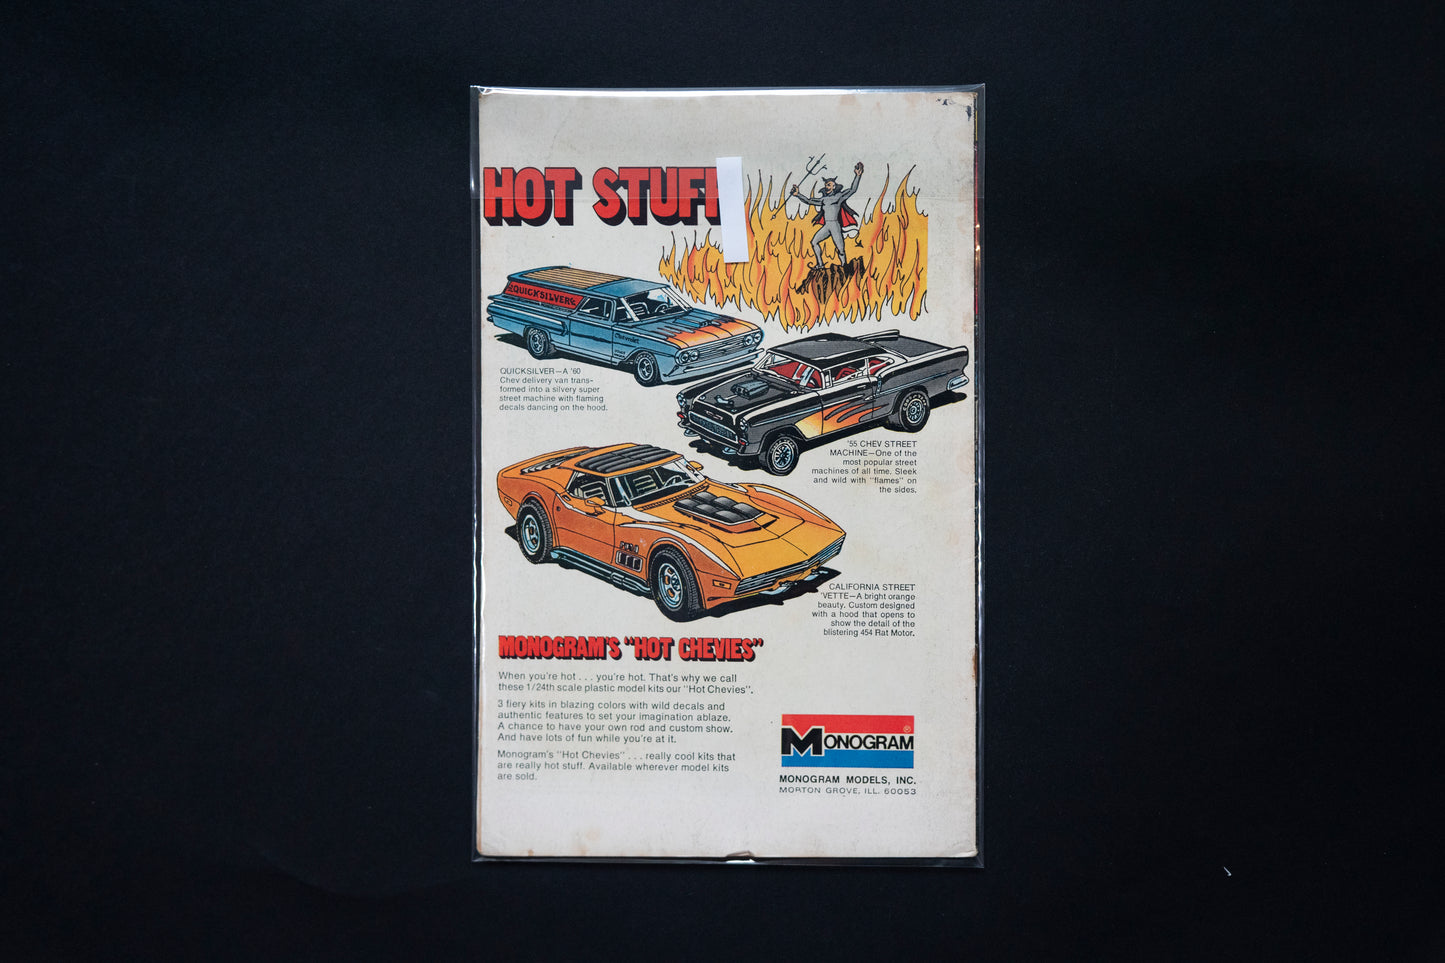 HOT STUFF
QUICKSILVER
Chevrolet
QUICKSILVER—A '60
Chev delivery van trans-
formed into a silvery super
street machine with flaming
decals dancing on the hood.
'55 CHEV STREET
MACHINE—One of the
most popular street
machines of all time. Sleek
and wild with "flames" on
the sides.
CALIFORNIA STREET
'VETTE—A bright orange
beauty. Custom designed
with a hood that opens to
show the detail of the
blistering 454 Rat Motor.
MONOGRAM'S "HOT CHEVIES"
When you're hot . . . you're hot. That's why we call
these 1/24th scale plastic model kits our "Hot Chevies".
3 fiery kits in blazing colors with wild decals and
authentic features to set your imagination ablaze.
A chance to have your own rod and custom show.
And have lots of fun while you're at it.
Monogram's "Hot Chevies" . . . really cool kits that
are really hot stuff. Available wherever model kits
are sold.
MONOGRAM®
MONOGRAM MODELS, INC.
MORTON GROVE, ILL. 60053